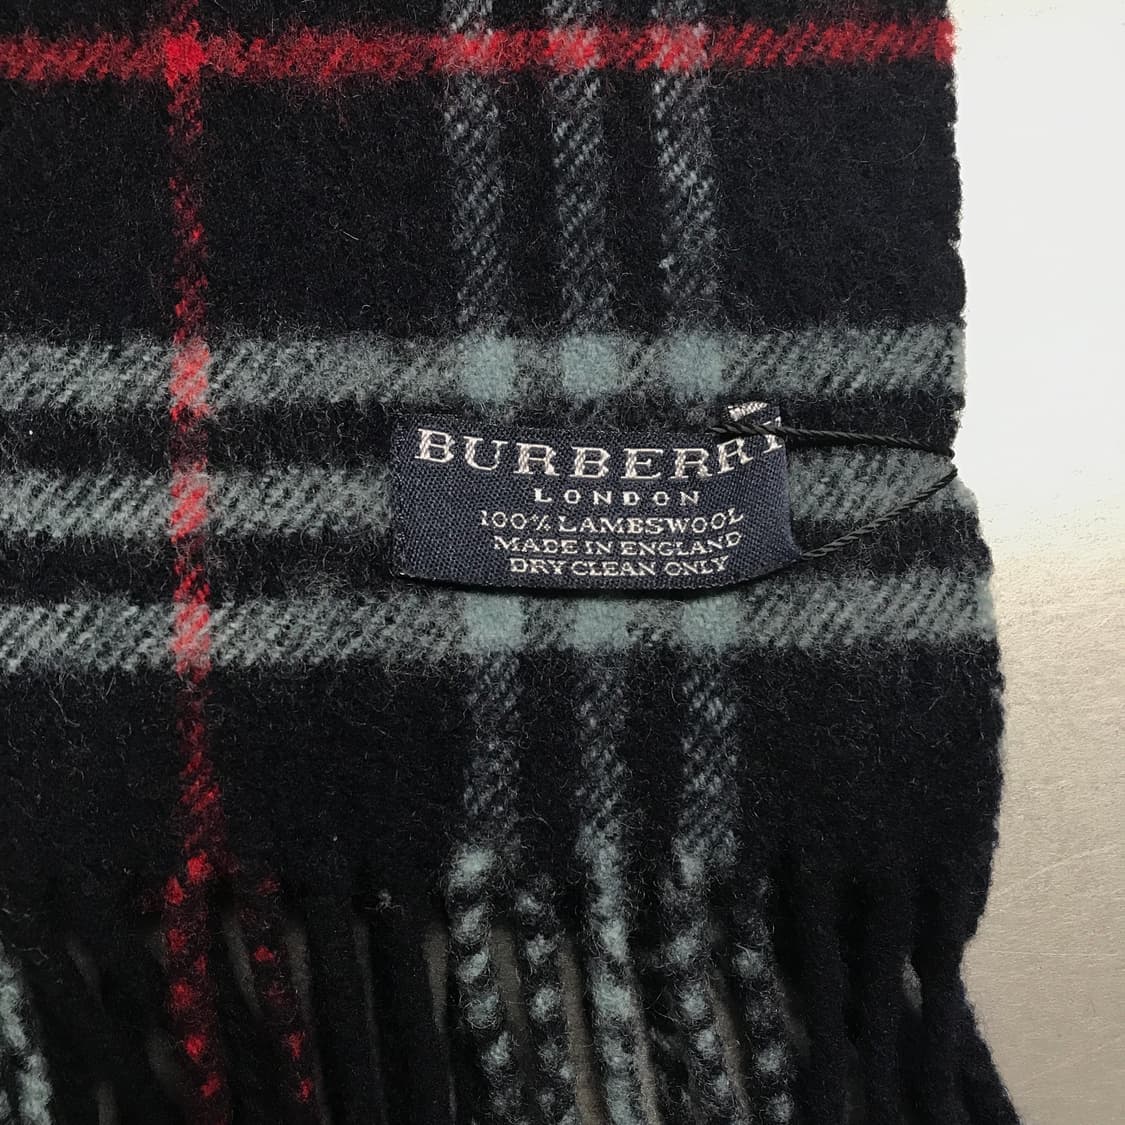 BURBERRY
LONDON
100% LAMBSWOOL
MADE IN ENGLAND
DRY CLEAN ONLY